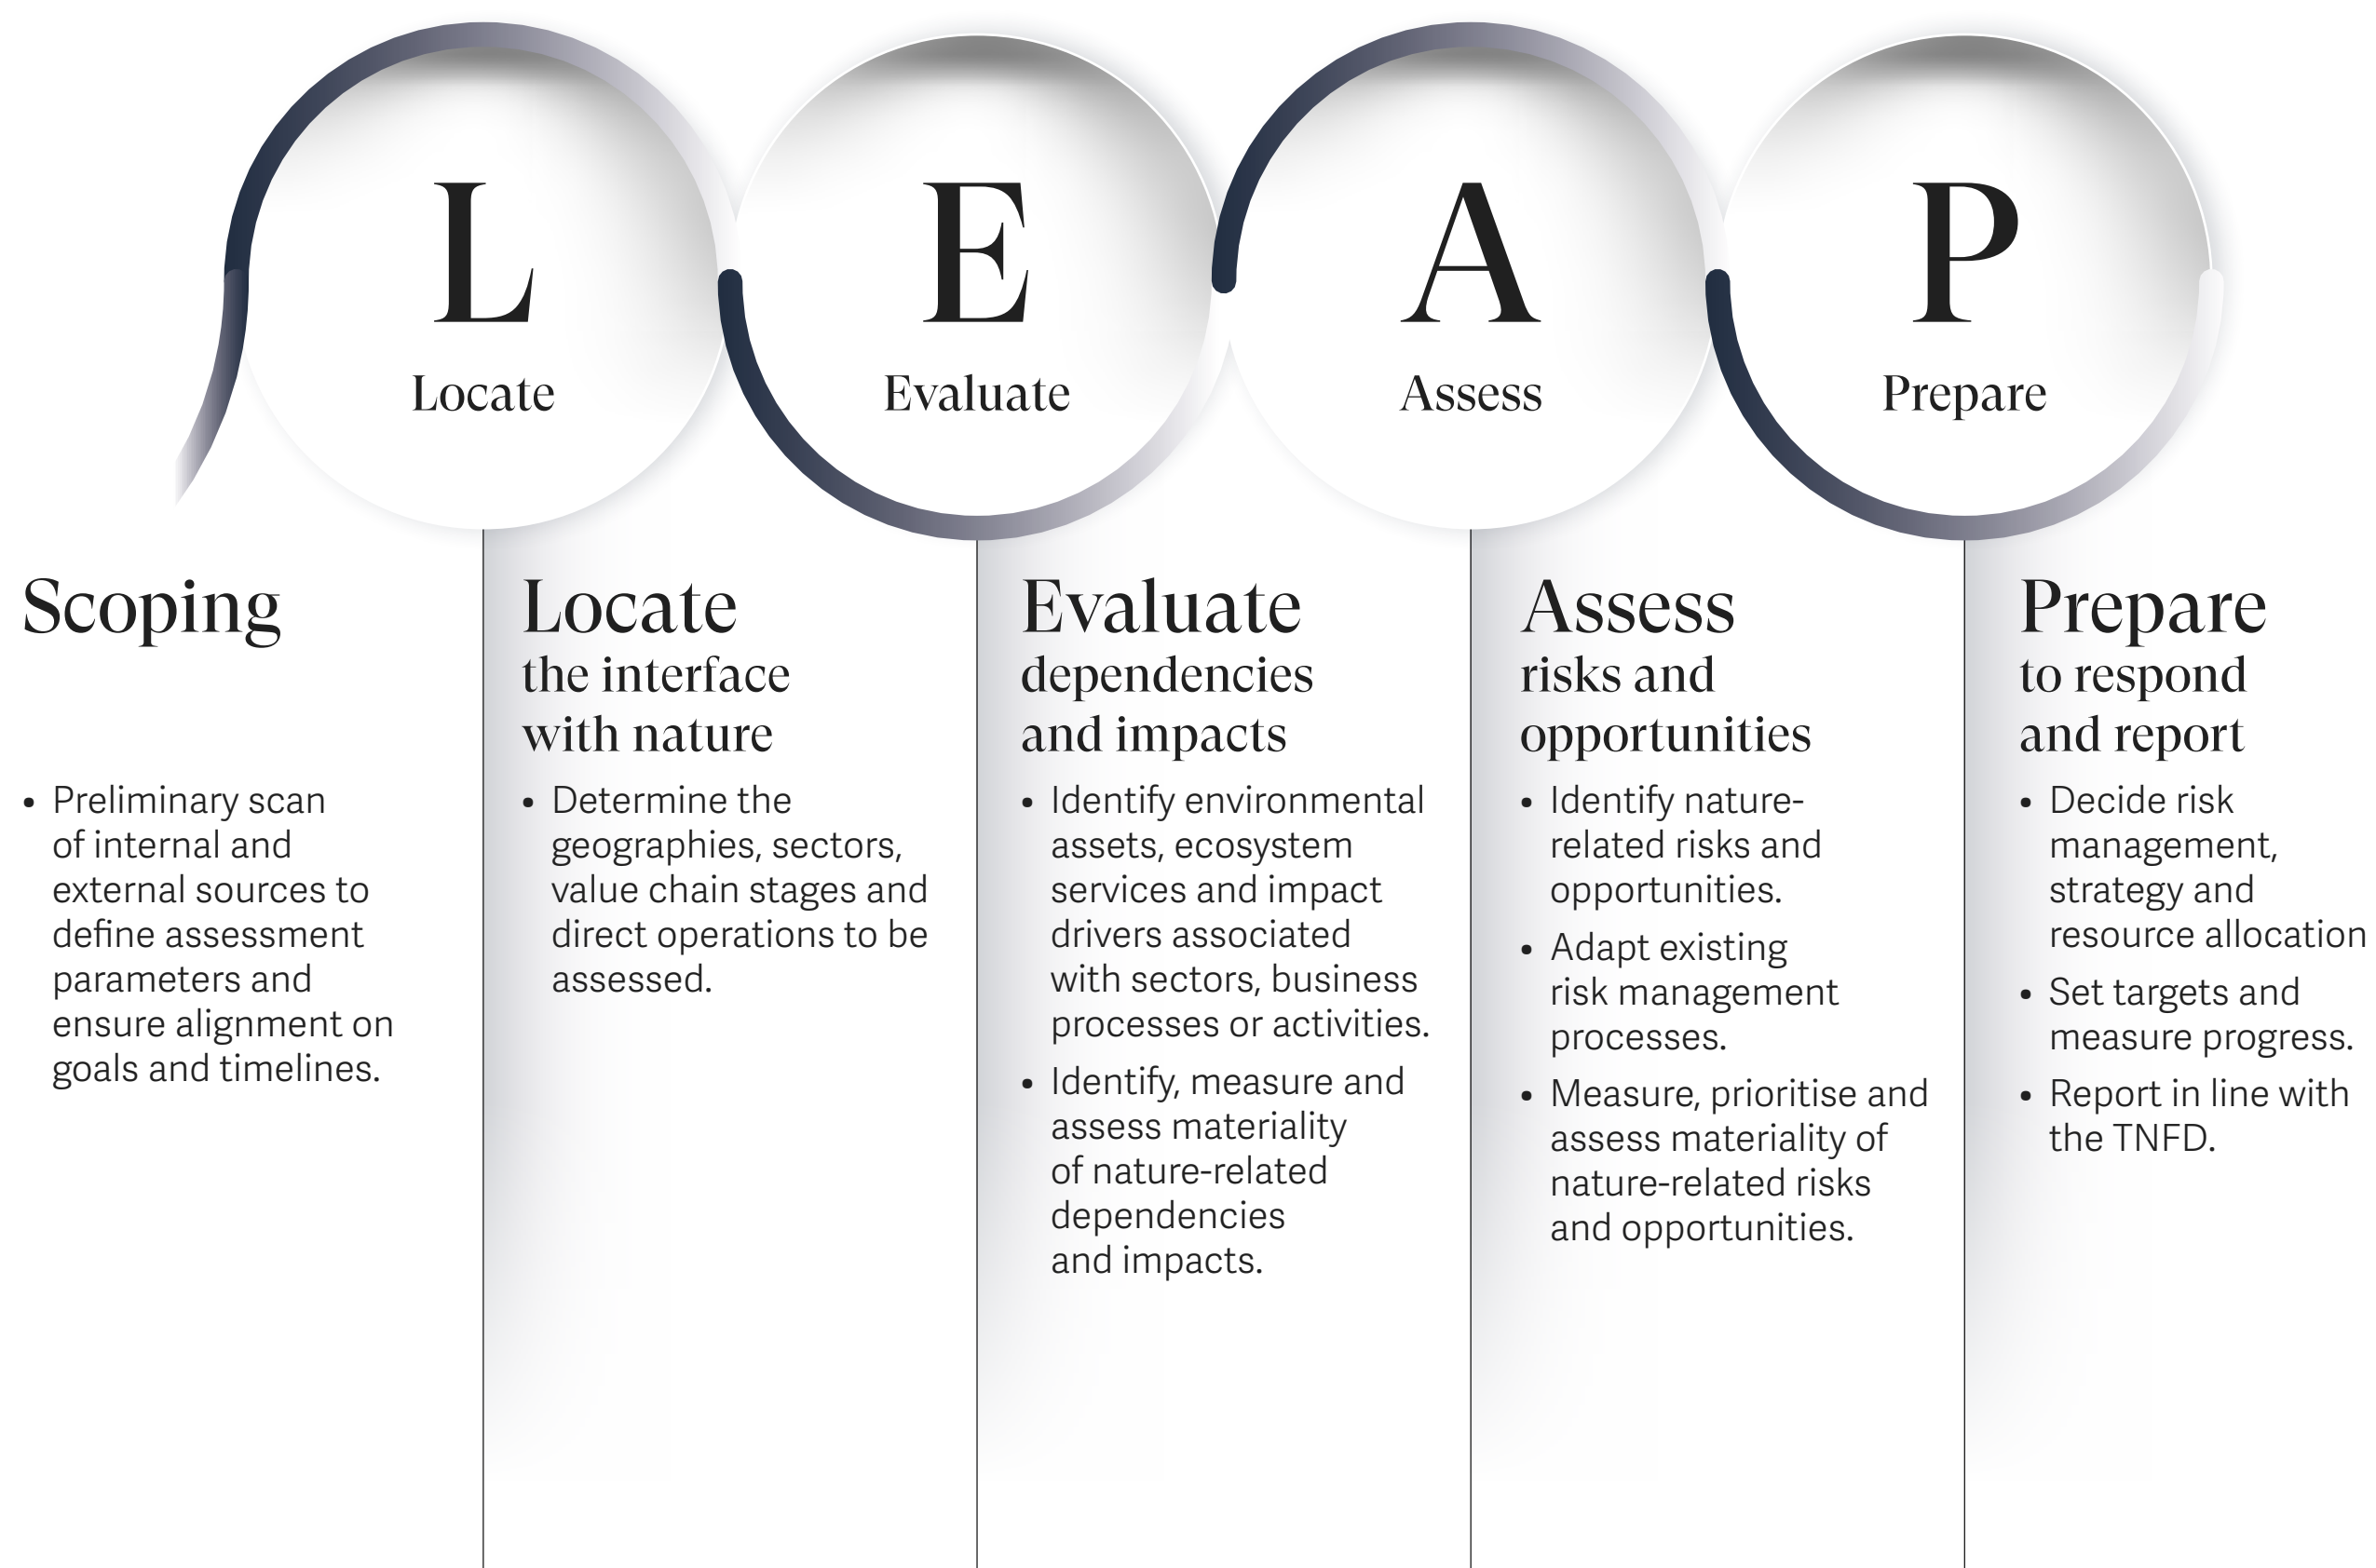 L
Locate
E
Evaluate
A
Assess
P
Prepare
Scoping
• Preliminary scan
of internal and
external sources to
define assessment
parameters and
ensure alignment on
goals and timelines.
Locate
the interface
with nature
• Determine the
geographies, sectors,
value chain stages and
direct operations to be
assessed.
Evaluate
dependencies
and impacts
• Identify environmental
assets, ecosystem
services and impact
drivers associated
with sectors, business
processes or activities.
• Identify, measure and
assess materiality
of nature-related
dependencies
and impacts.
Assess
risks and
opportunities
• Identify nature-
related risks and
opportunities.
• Adapt existing
risk management
processes.
• Measure, prioritise and
assess materiality of
nature-related risks
and opportunities.
Prepare
to respond
and report
• Decide risk
management,
strategy and
resource allocation
• Set targets and
measure progress.
• Report in line with
the TNFD.